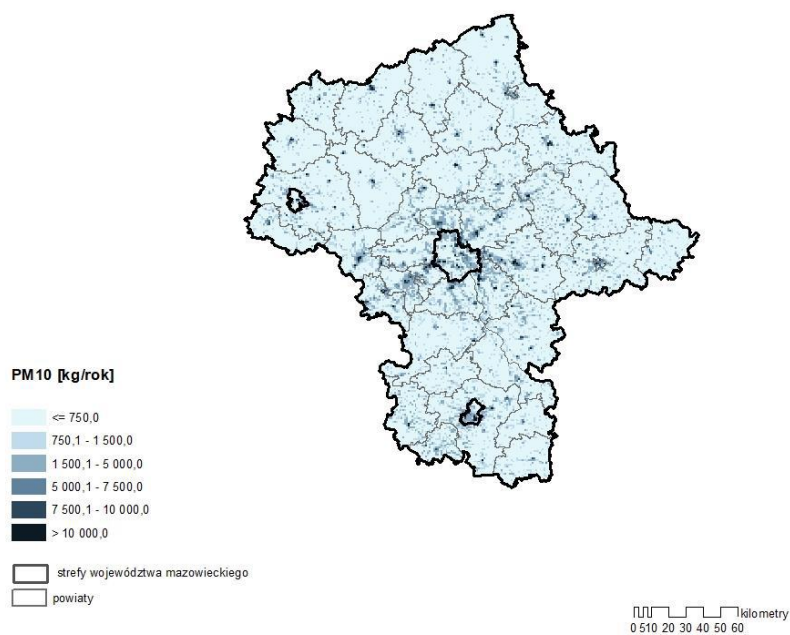 PM10 [kg/rok]
<= 750,0
750,1 - 1 500,0
1 500,1 - 5 000,0
5 000,1 - 7 500,0
7 500,1 - 10 000,0
> 10 000,0
strefy województwa mazowieckiego
powiaty
kilometry
0 5 10 20 30 40 50 60